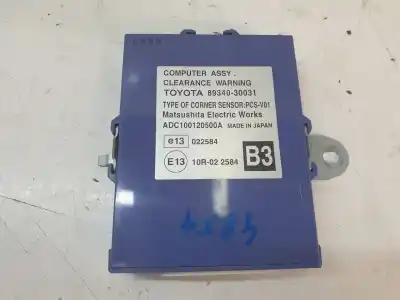 COMPUTER ASSY .
CLEARANCE WARNING
TOYOTA 89340-30031
TYPE OF CORNER SENSOR:PCS-V01
Matsushita Electric Works
ADC100120500A MADE IN JAPAN
e13 022584
E13 10R-02 2584 B3